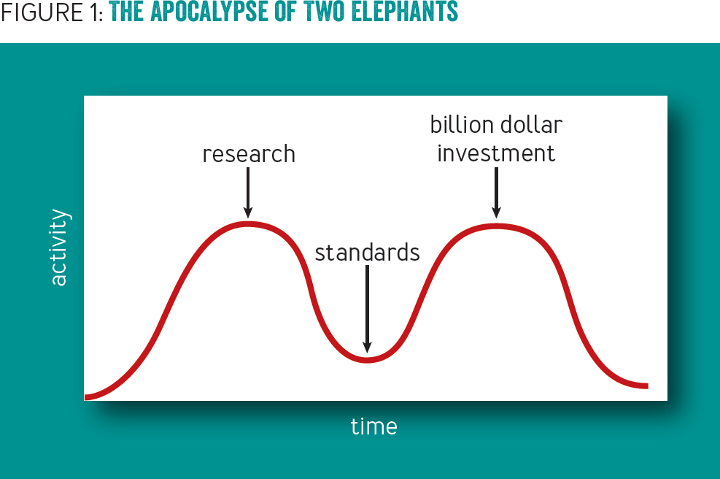 FIGURE 1: THE APOCALYPSE OF TWO ELEPHANTS
billion dollar
investment
research
standards
activity
time